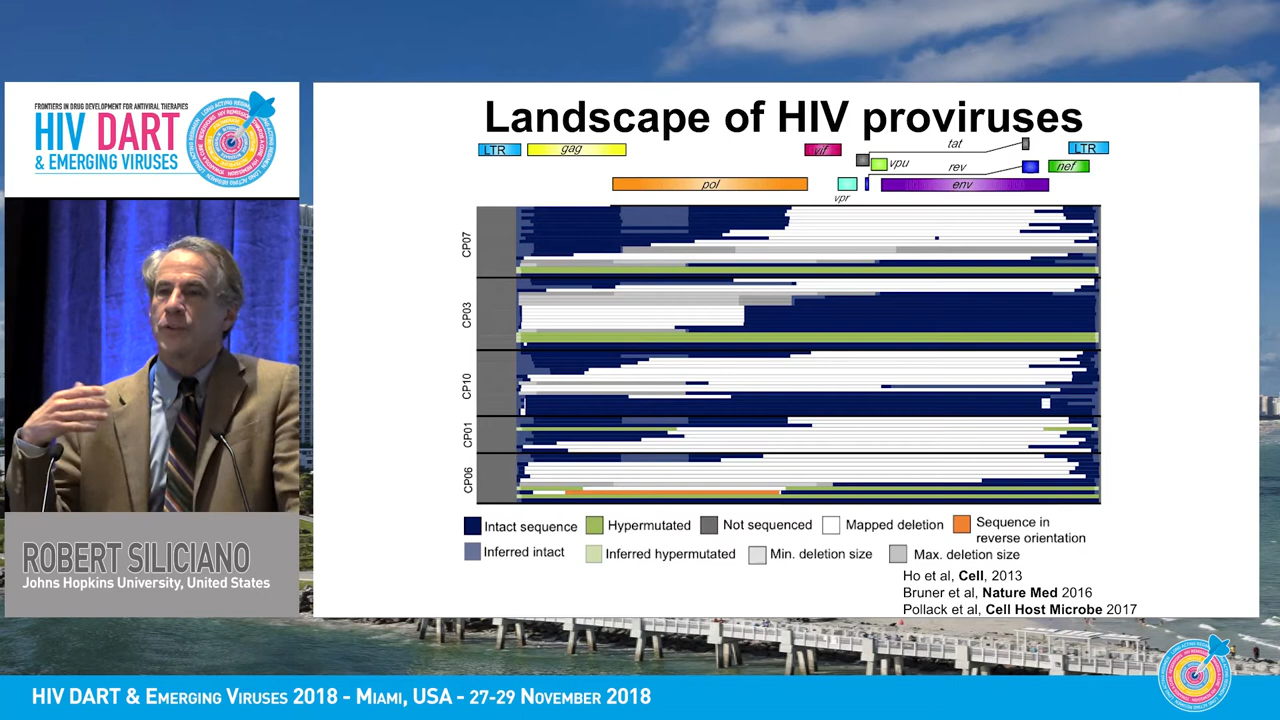 FRONTIERS IN DRUG DEVELOPMENT FOR ANTIVIRAL THERAPIES
HIV DART
& EMERGING VIRUSES
Landscape of HIV proviruses
LTR
gag
vif
tat
LTR
vpu
rev
nef
pol
env
vpr
CP07
CP03
CP10
CP01
CP06
Intact sequence
Hypermutated
Not sequenced
Mapped deletion
Sequence in
reverse orientation
Inferred intact
Inferred hypermutated
Min. deletion size
Max. deletion size
Ho et al, Cell, 2013
Bruner et al, Nature Med 2016
Pollack et al, Cell Host Microbe 2017
ROBERT SILICIANO
Johns Hopkins University, United States
HIV DART & EMERGING VIRUSES 2018 - MIAMI, USA - 27-29 NOVEMBER 2018